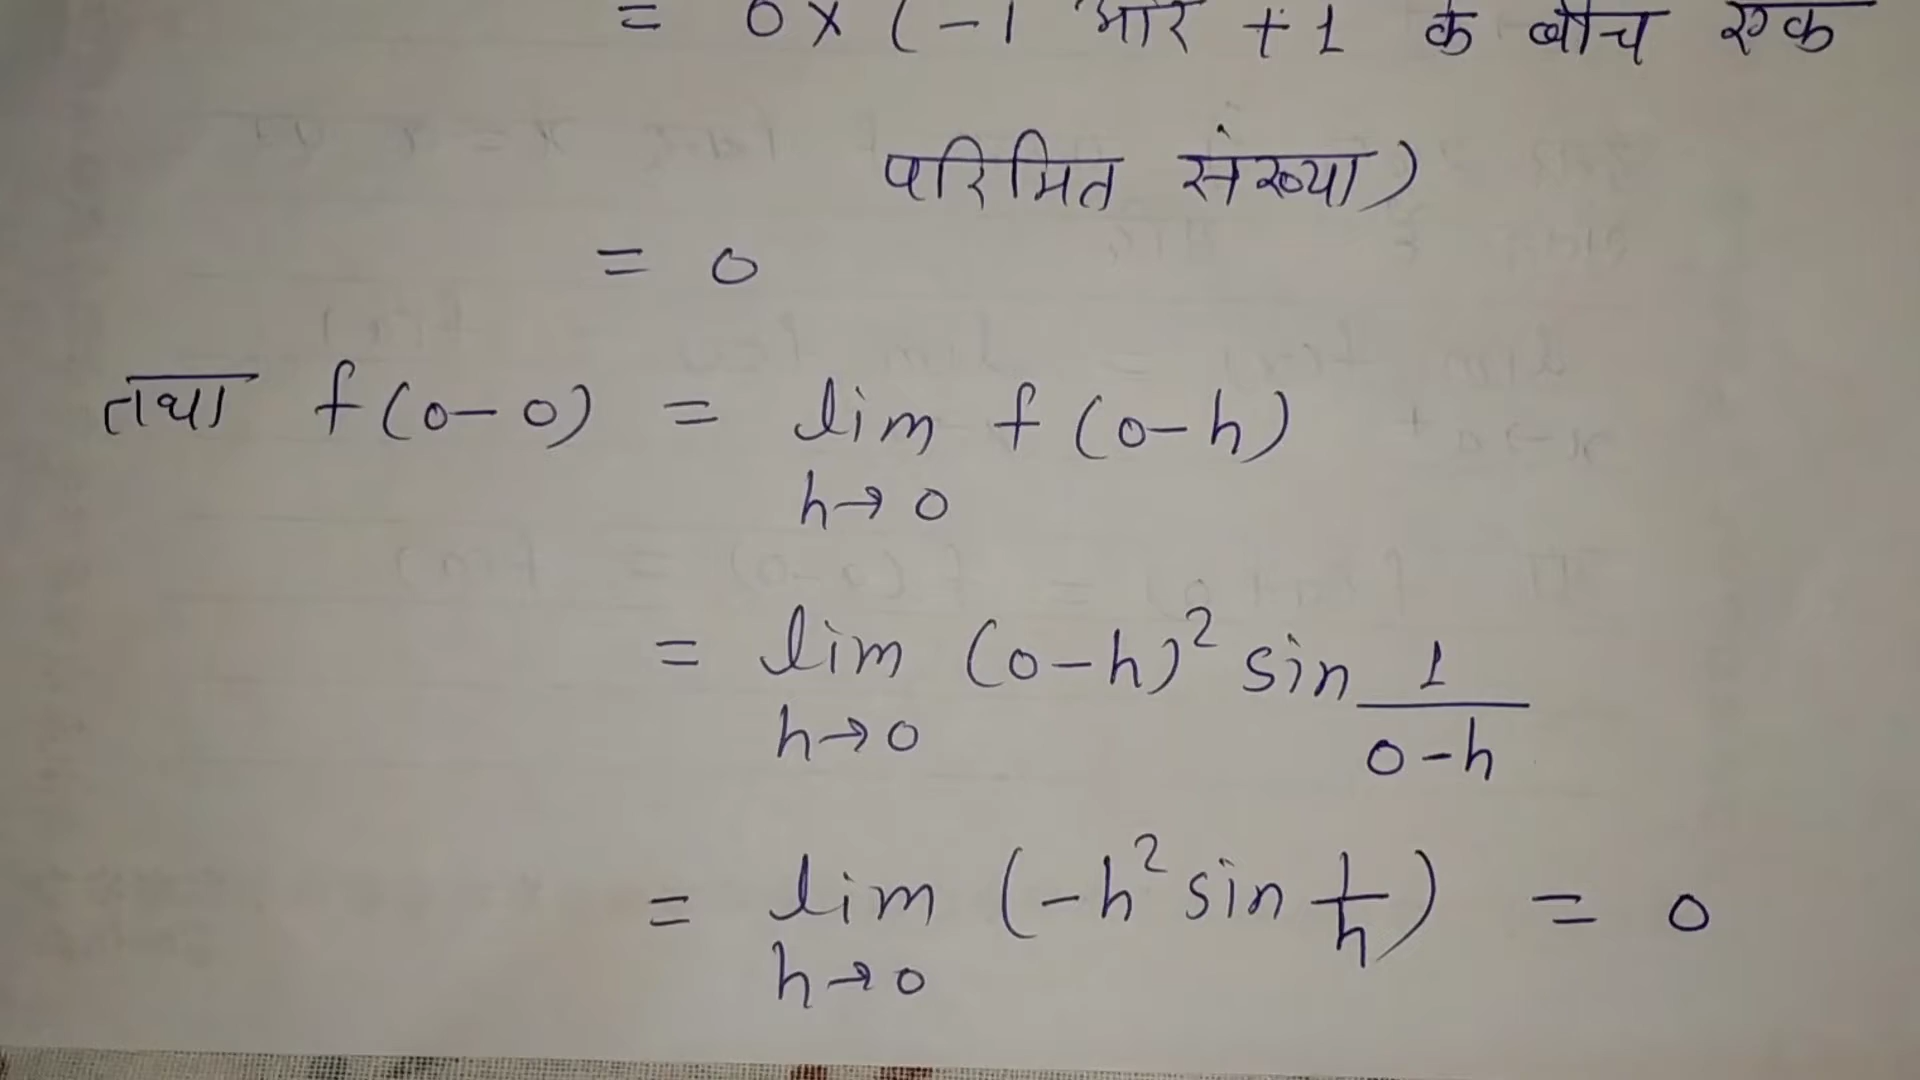 = 0 × (-1 और +1 के बीच एक
परिमित संख्या)
= 0
तथा f(0-0) = lim f(0-h)
h→0
= lim (0-h)² sin 1/(0-h)
h→0
= lim (-h² sin 1/h) = 0
h→0